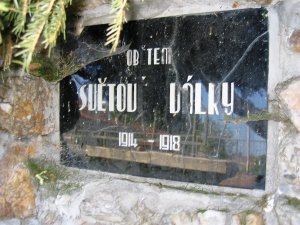 OBĚTEM
SVĚTOVÉ VÁLKY
1914 - 1918